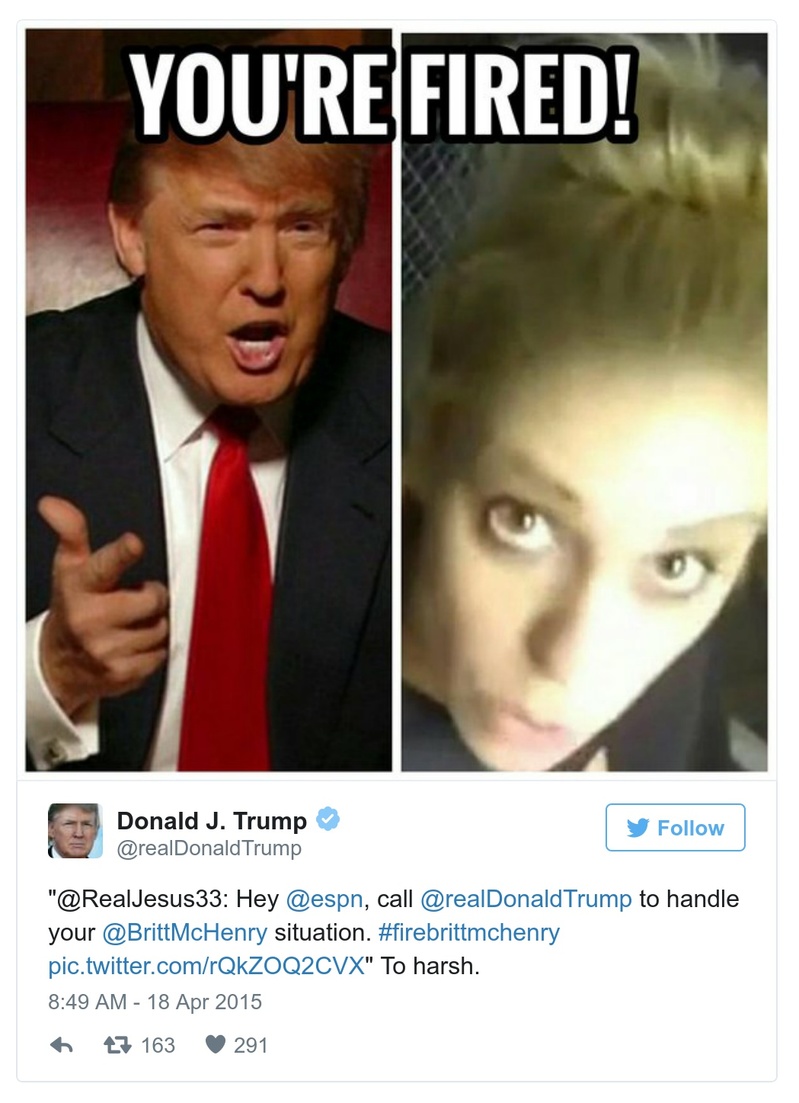 YOU'RE FIRED!
Donald J. Trump
@realDonaldTrump
Follow
"@RealJesus33: Hey @espn, call @realDonaldTrump to handle
your @BrittMcHenry situation. #firebrittmchenry
pic.twitter.com/rQkZOQ2CVX" To harsh.
8:49 AM - 18 Apr 2015
163 291